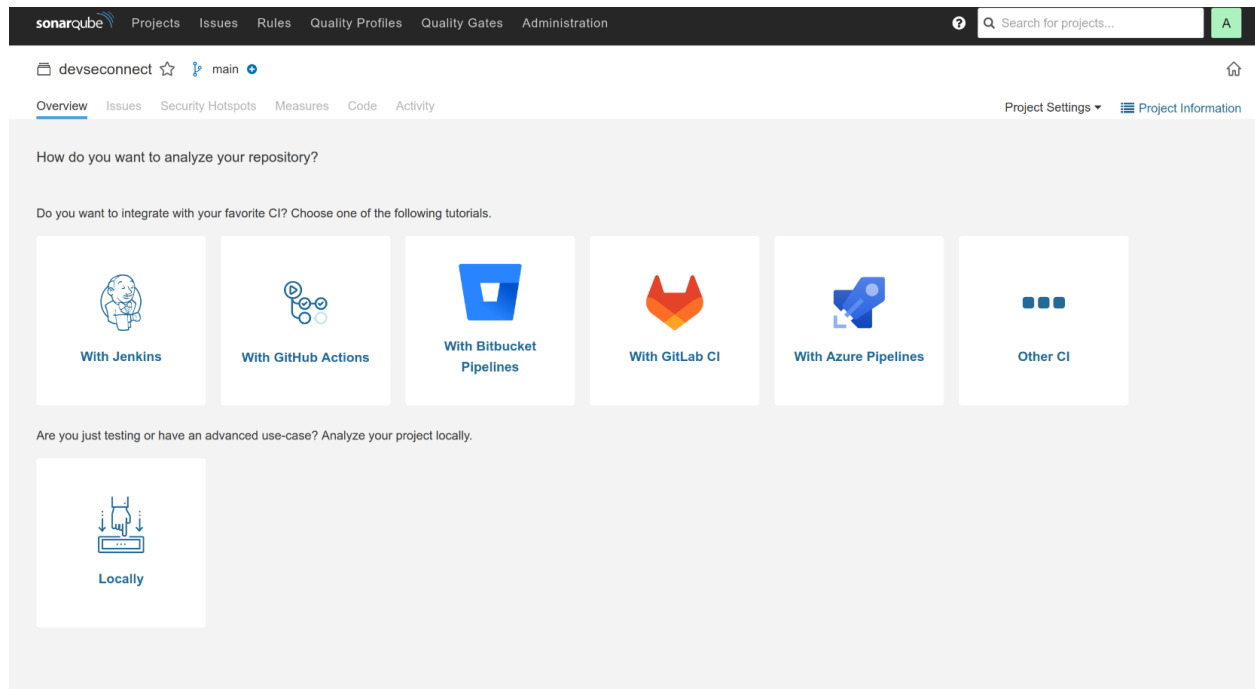 sonarqube Projects Issues Rules Quality Profiles Quality Gates Administration ? Search for projects... A
devseconnect main
Overview Issues Security Hotspots Measures Code Activity Project Settings Project Information
How do you want to analyze your repository?
Do you want to integrate with your favorite CI? Choose one of the following tutorials.
With Jenkins
With GitHub Actions
With Bitbucket
Pipelines
With GitLab CI
With Azure Pipelines
Other CI
Are you just testing or have an advanced use-case? Analyze your project locally.
Locally